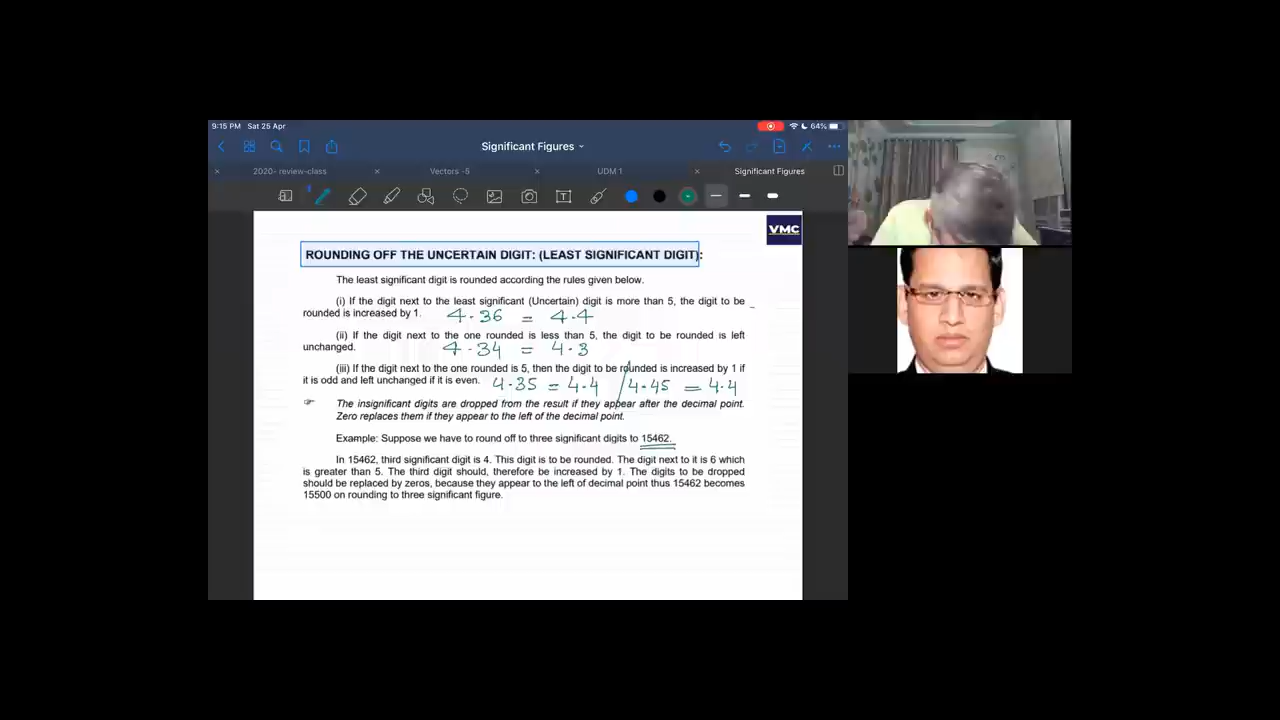 9:15 PM Sat 25 Apr
64%
Significant Figures
2020- review-class
Vectors -5
UDM 1
Significant Figures
VMC
ROUNDING OFF THE UNCERTAIN DIGIT: (LEAST SIGNIFICANT DIGIT):
The least significant digit is rounded according the rules given below.
(i) If the digit next to the least significant (Uncertain) digit is more than 5, the digit to be
rounded is increased by 1. 4.36 = 4.4
(ii) If the digit next to the one rounded is less than 5, the digit to be rounded is left
unchanged. 4.34 = 4.3
(iii) If the digit next to the one rounded is 5, then the digit to be rounded is increased by 1 if
it is odd and left unchanged if it is even. 4.35 = 4.4 / 4.45 = 4.4
The insignificant digits are dropped from the result if they appear after the decimal point.
Zero replaces them if they appear to the left of the decimal point.
Example: Suppose we have to round off to three significant digits to 15462.
In 15462, third significant digit is 4. This digit is to be rounded. The digit next to it is 6 which
is greater than 5. The third digit should, therefore be increased by 1. The digits to be dropped
should be replaced by zeros, because they appear to the left of decimal point thus 15462 becomes
15500 on rounding to three significant figure.